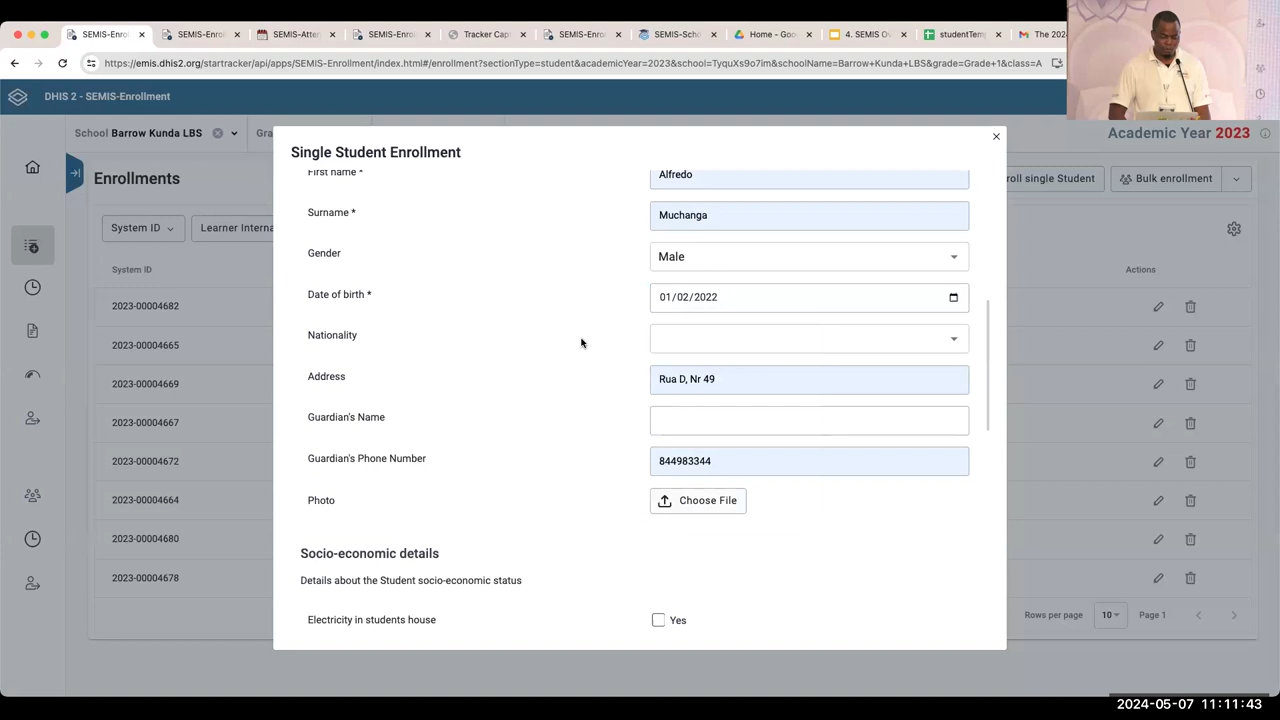 SEMIS-Enro
SEMIS-Enrol
SEMIS-Atten
SEMIS-Enro
Tracker Cap
SEMIS-Enro
SEMIS-Scho
Home - Goo
4. SEMIS O
studentTemp
The 202
https://emis.dhis2.org/startracker/api/apps/SEMIS-Enrollment/index.html#/enrollment?sectionType=student&academicYear=2023&school=TyquXs9o7im&schoolName=Barrow+Kunda+LBS&grade=Grade+1&class=A
DHIS 2 - SEMIS-Enrollment
School Barrow Kunda LBS
Gra
Academic Year 2023
Enrollments
roll single Student
Bulk enrollment
System ID
Learner Interna
System ID
Actions
2023-00004682
2023-00004665
2023-00004669
2023-00004667
2023-00004672
2023-00004664
2023-00004680
2023-00004678
Rows per page
10
Page 1
Single Student Enrollment
First name *
Alfredo
Surname *
Muchanga
Gender
Male
Date of birth *
01/02/2022
Nationality
Address
Rua D, Nr 49
Guardian's Name
Guardian's Phone Number
844983344
Photo
Choose File
Socio-economic details
Details about the Student socio-economic status
Electricity in students house
Yes
2024-05-07 11:11:43